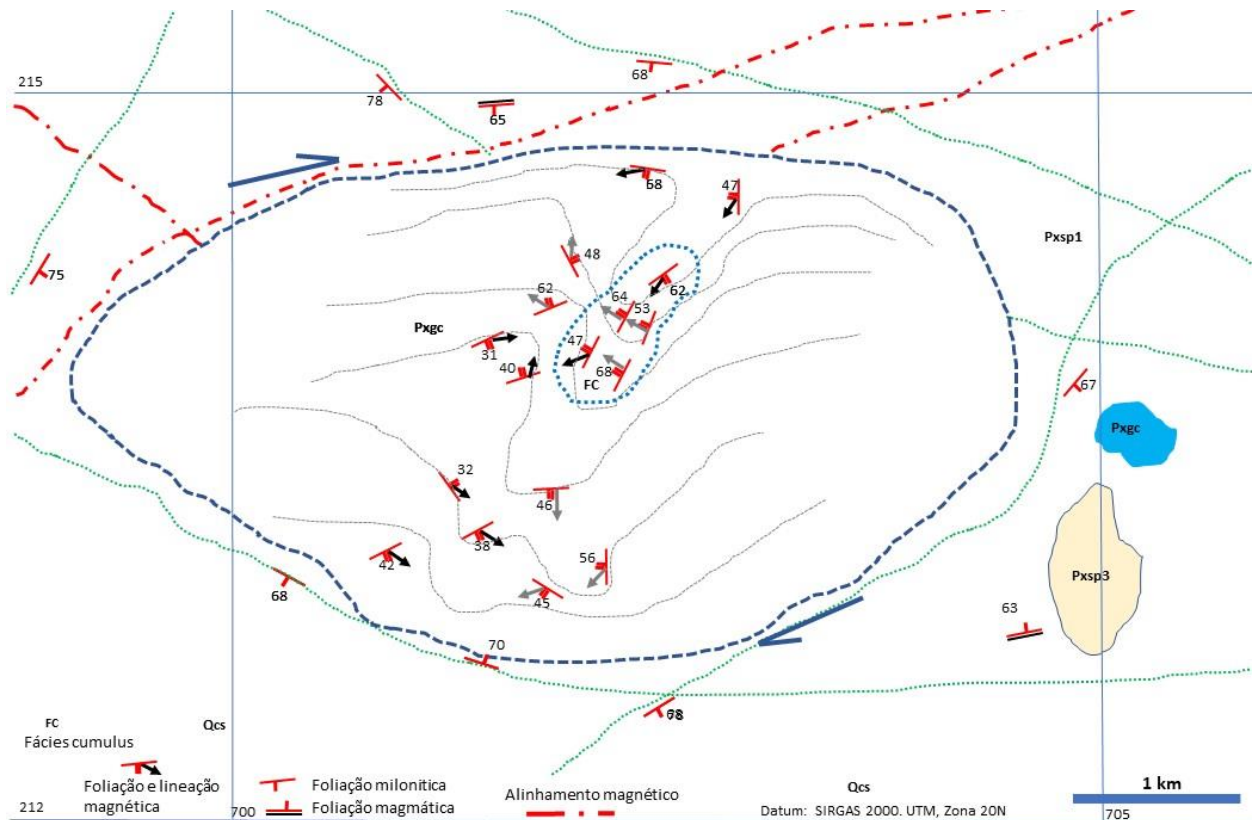 68
215
78
65
68
47
Pxsp1
48
75
62
62
64
53
Pxgc
47
31
40
68
FC
67
Pxgc
32
46
38
42
56
Pxsp3
68
45
63
70
68
FC
Qcs
Fácies cumulus
Foliação e lineação
magnética
Foliação milonítica
Foliação magmática
Alinhamento magnético
Qcs
1 km
212
700
Datum: SIRGAS 2000. UTM, Zona 20N
705